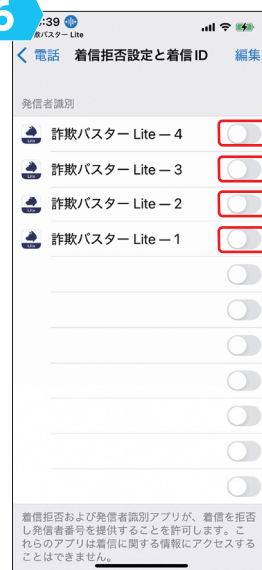 6
:39
詐欺バスター Lite
電話 着信拒否設定と着信ID 編集
発信者識別
詐欺バスター Lite — 4
詐欺バスター Lite — 3
詐欺バスター Lite — 2
詐欺バスター Lite — 1
着信拒否および発信者識別アプリが、着信を拒否
し発信者番号を提供することを許可します。こ
れらのアプリは着信に関する情報にアクセスする
ことはできません。